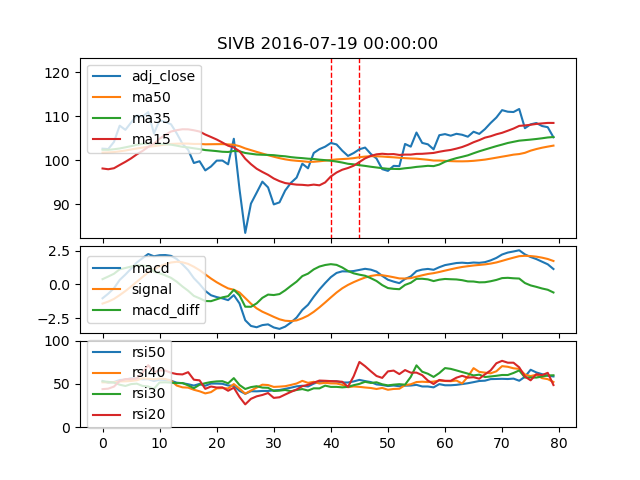 SIVB 2016-07-19 00:00:00
120
110
100
90
adj_close
ma50
ma35
ma15
2.5
0.0
−2.5
macd
signal
macd_diff
100
50
0
rsi50
rsi40
rsi30
rsi20
0 10 20 30 40 50 60 70 80